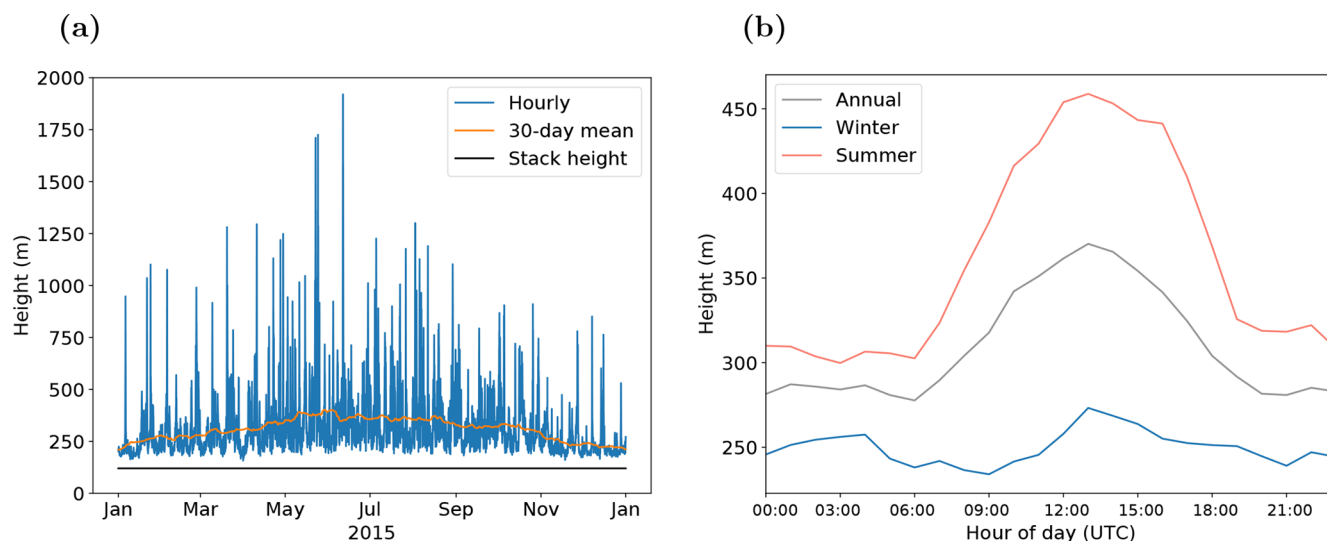 (a)
2000
1750
1500
1250
1000
750
500
250
0
Height (m)
Hourly
30-day mean
Stack height
Jan
Mar
May
Jul
Sep
Nov
Jan
2015
(b)
450
400
350
300
250
Height (m)
Annual
Winter
Summer
00:00
03:00
06:00
09:00
12:00
15:00
18:00
21:00
Hour of day (UTC)